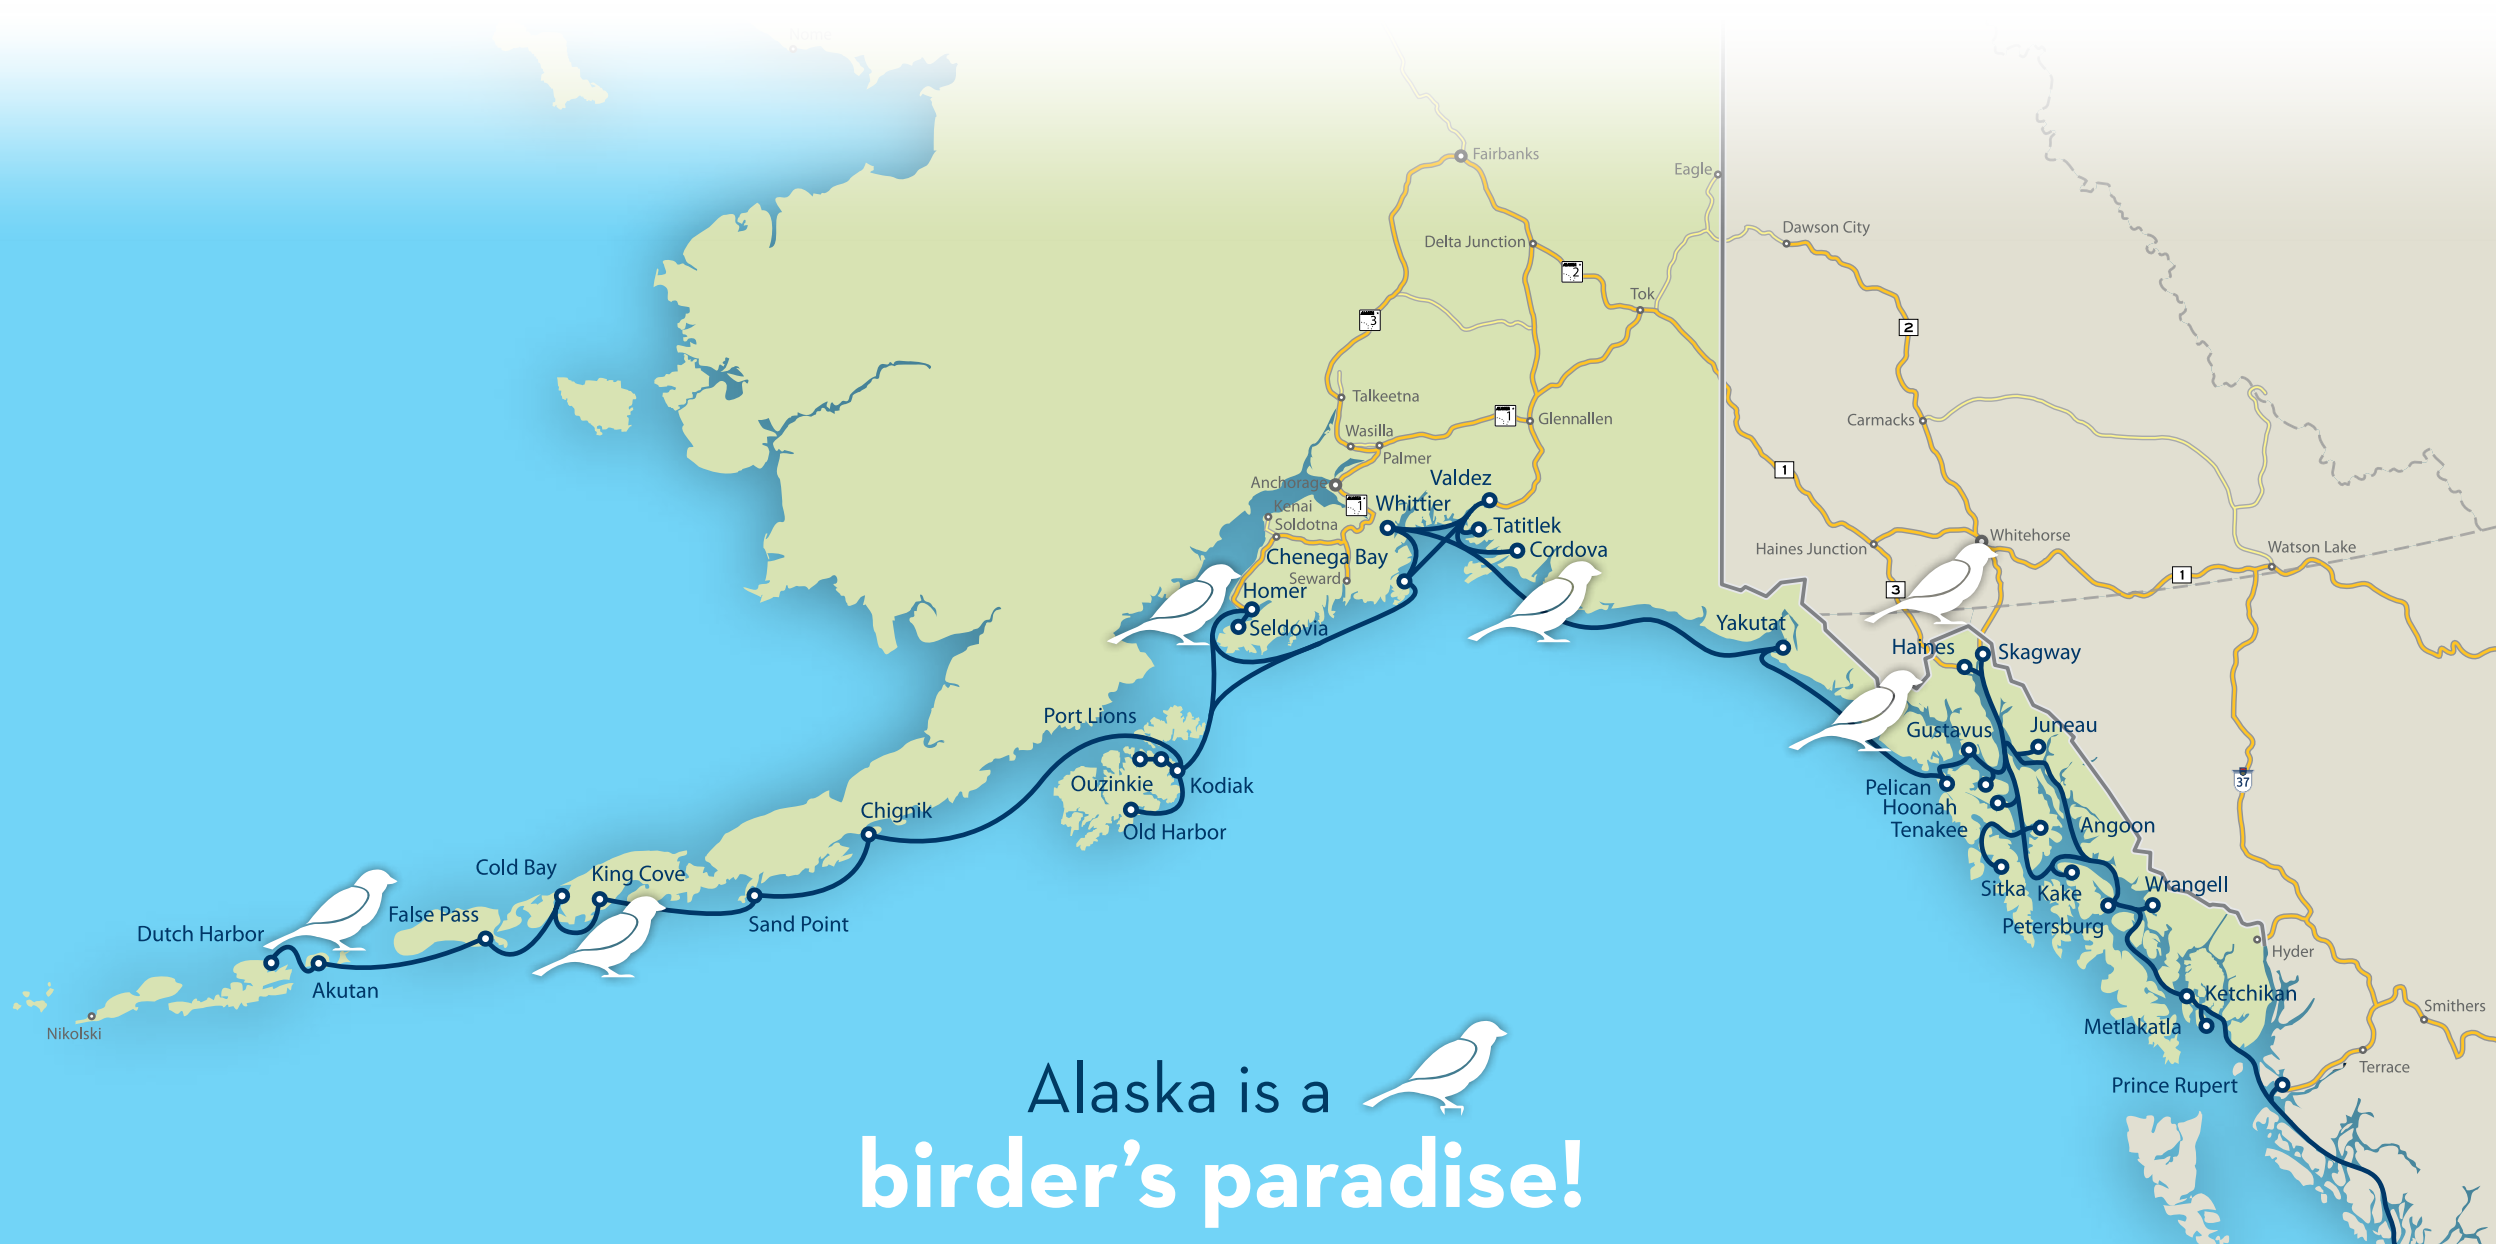 Nome
Fairbanks
Eagle
Dawson City
Delta Junction
2
Tok
3
2
Talkeetna
1
Glennallen
Carmacks
Wasilla
Palmer
1
Anchorage
Valdez
1
Whittier
Kenai
Soldotna
Tatitlek
Whitehorse
Cordova
Haines Junction
Watson Lake
Chenega Bay
Seward
1
3
Homer
Seldovia
Yakutat
Haines
Skagway
Port Lions
Gustavus
Juneau
Ouzinkie
Kodiak
Pelican
37
Hoonah
Chignik
Old Harbor
Tenakee
Angoon
Cold Bay
King Cove
Sitka
Kake
Wrangell
False Pass
Sand Point
Petersburg
Dutch Harbor
Hyder
Akutan
Ketchikan
Smithers
Nikolski
Metlakatla
Terrace
Prince Rupert
Alaska is a
birder's paradise!